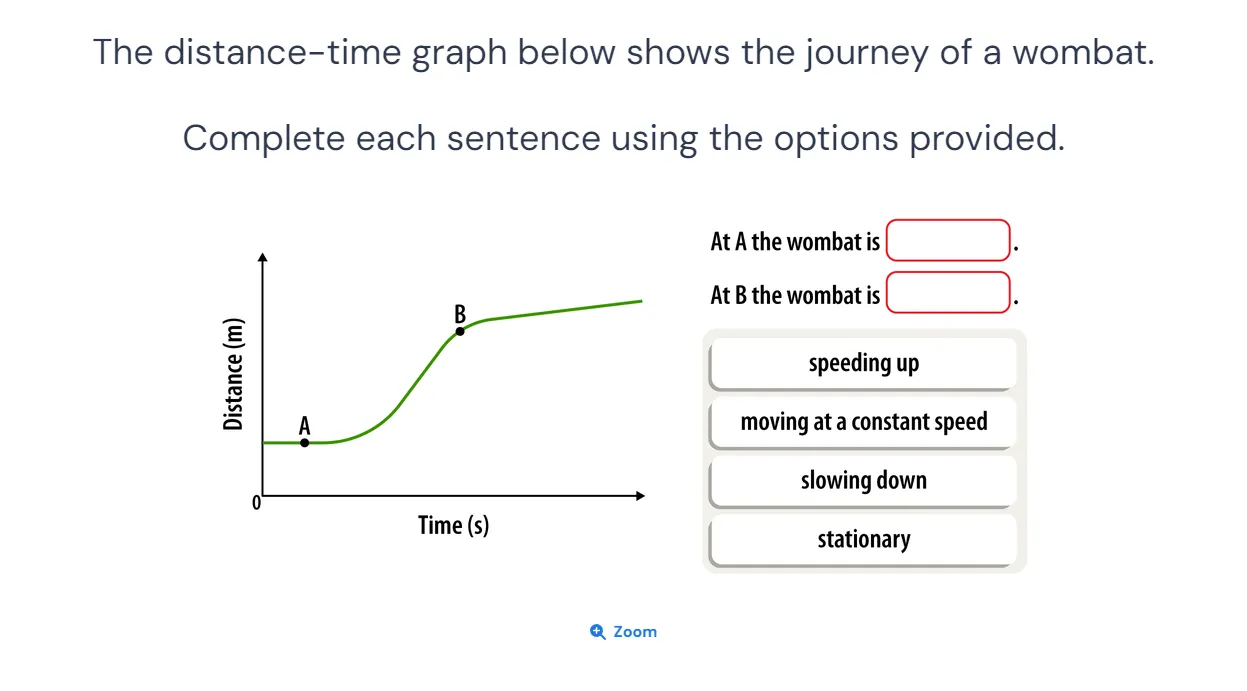 The distance-time graph below shows the journey of a wombat.
Complete each sentence using the options provided.
Distance (m)
A
B
0
Time (s)
At A the wombat is .
At B the wombat is .
speeding up
moving at a constant speed
slowing down
stationary
Zoom